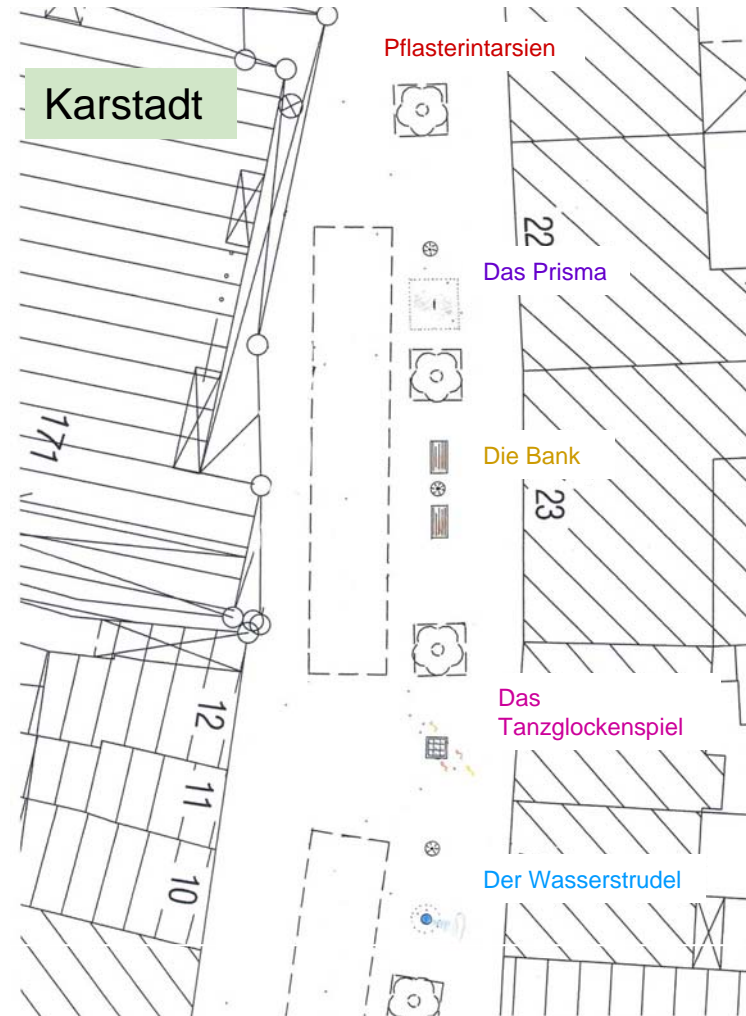 Pflasterintarsien
Karstadt
22
Das Prisma
171
Die Bank
23
Das
Tanzglockenspiel
12
11
10
Der Wasserstrudel